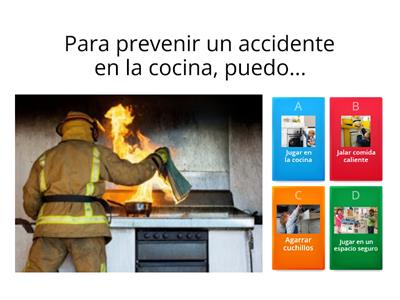 Para prevenir un accidente
en la cocina, puedo...
A
Jugar en
la cocina
B
Jalar comida
caliente
C
Agarrar
cuchillos
D
Jugar en un
espacio seguro